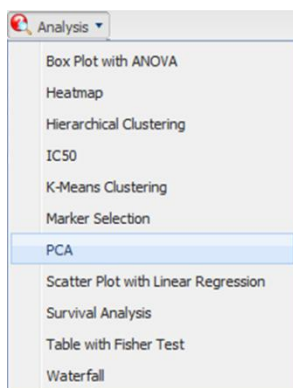 Analysis
Box Plot with ANOVA
Heatmap
Hierarchical Clustering
IC50
K-Means Clustering
Marker Selection
PCA
Scatter Plot with Linear Regression
Survival Analysis
Table with Fisher Test
Waterfall